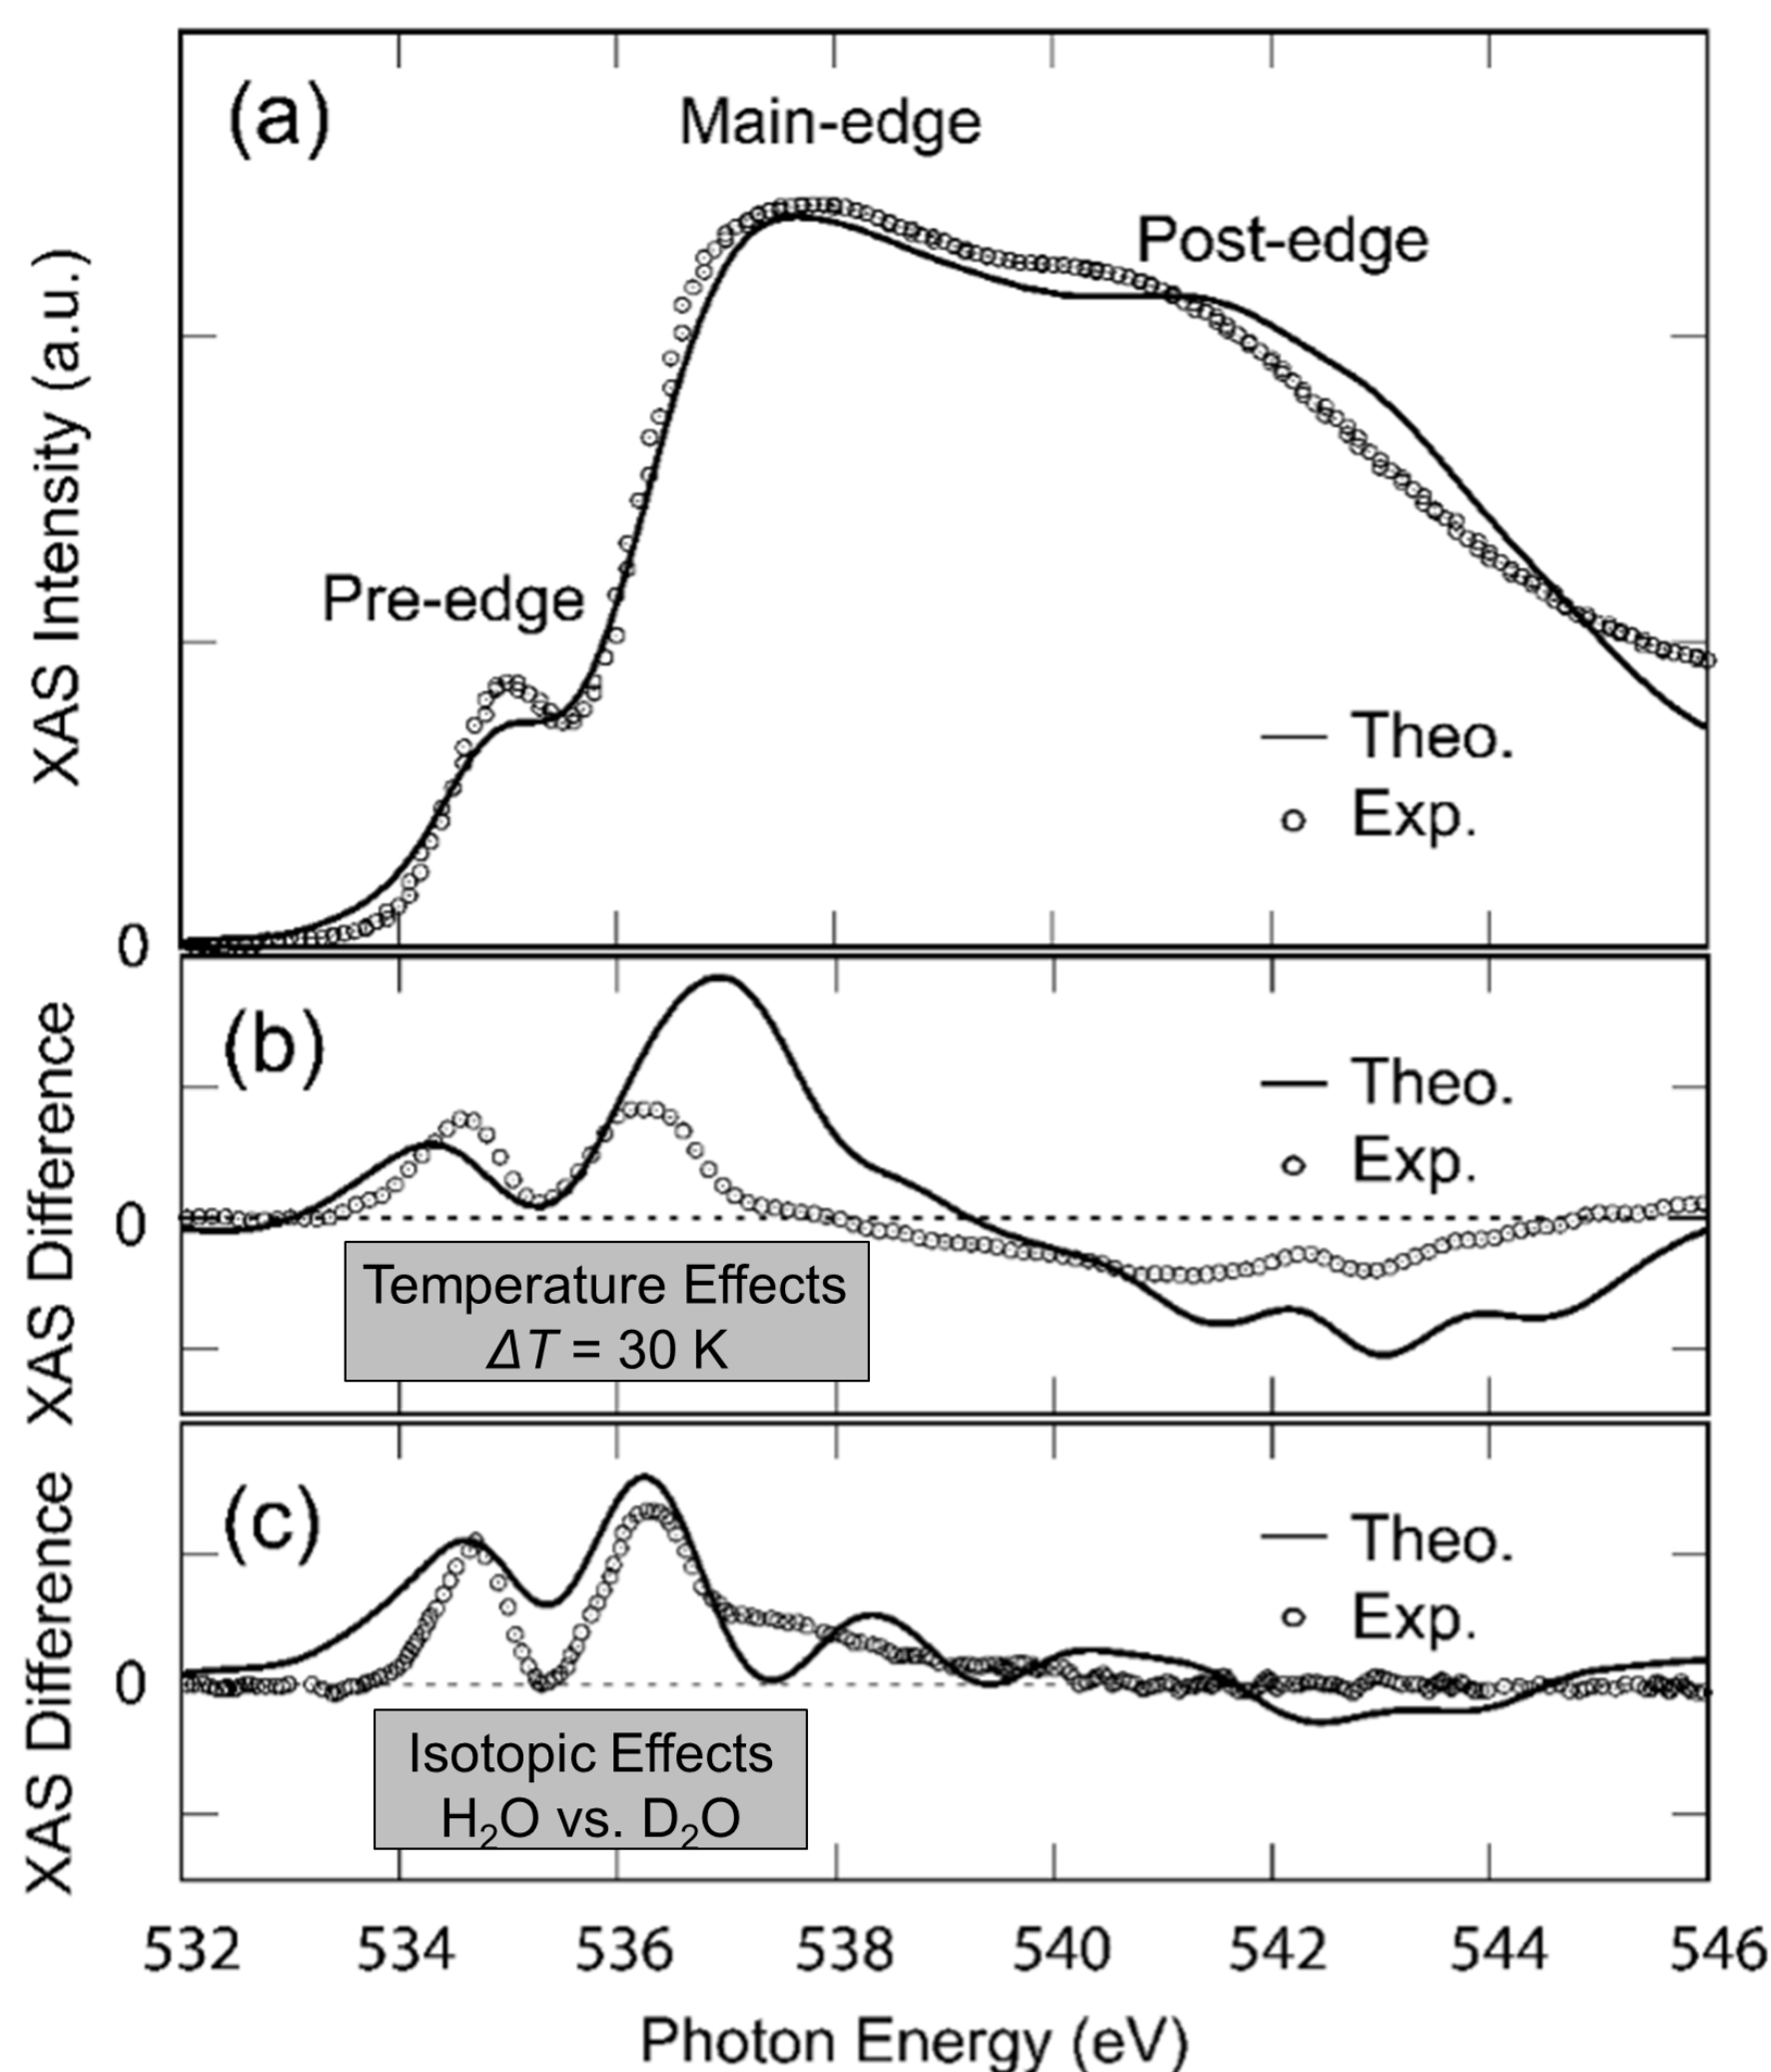 (a)
Main-edge
Post-edge
Pre-edge
XAS Intensity (a.u.)
Theo.
Exp.
0
(b)
XAS Difference
Theo.
Exp.
0
Temperature Effects
ΔT = 30 K
(c)
XAS Difference
Theo.
Exp.
0
Isotopic Effects
H₂O vs. D₂O
532 534 536 538 540 542 544 546
Photon Energy (eV)